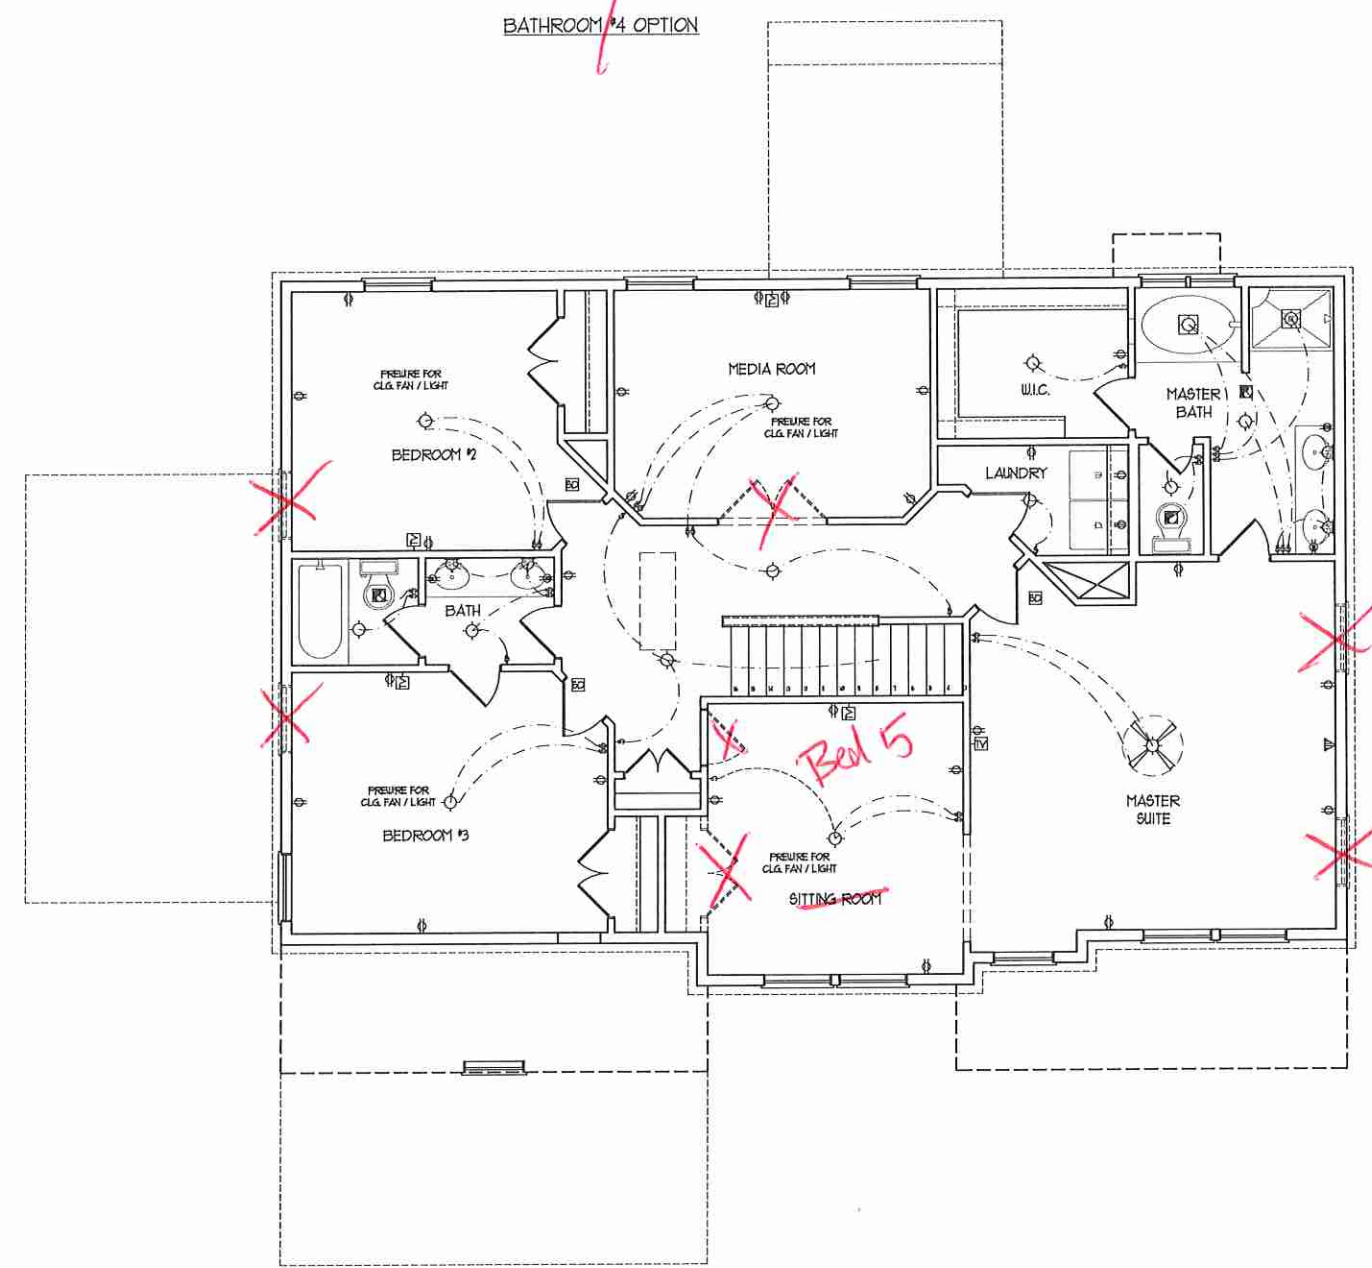 BATHROOM #4 OPTION
PREWIRE FOR
CLG. FAN / LIGHT
BEDROOM #2
MEDIA ROOM
PREWIRE FOR
CLG. FAN / LIGHT
W.I.C.
MASTER
BATH
LAUNDRY
BATH
PREWIRE FOR
CLG. FAN / LIGHT
BEDROOM #3
Bed 5
PREWIRE FOR
CLG. FAN / LIGHT
SITTING ROOM
MASTER
SUITE